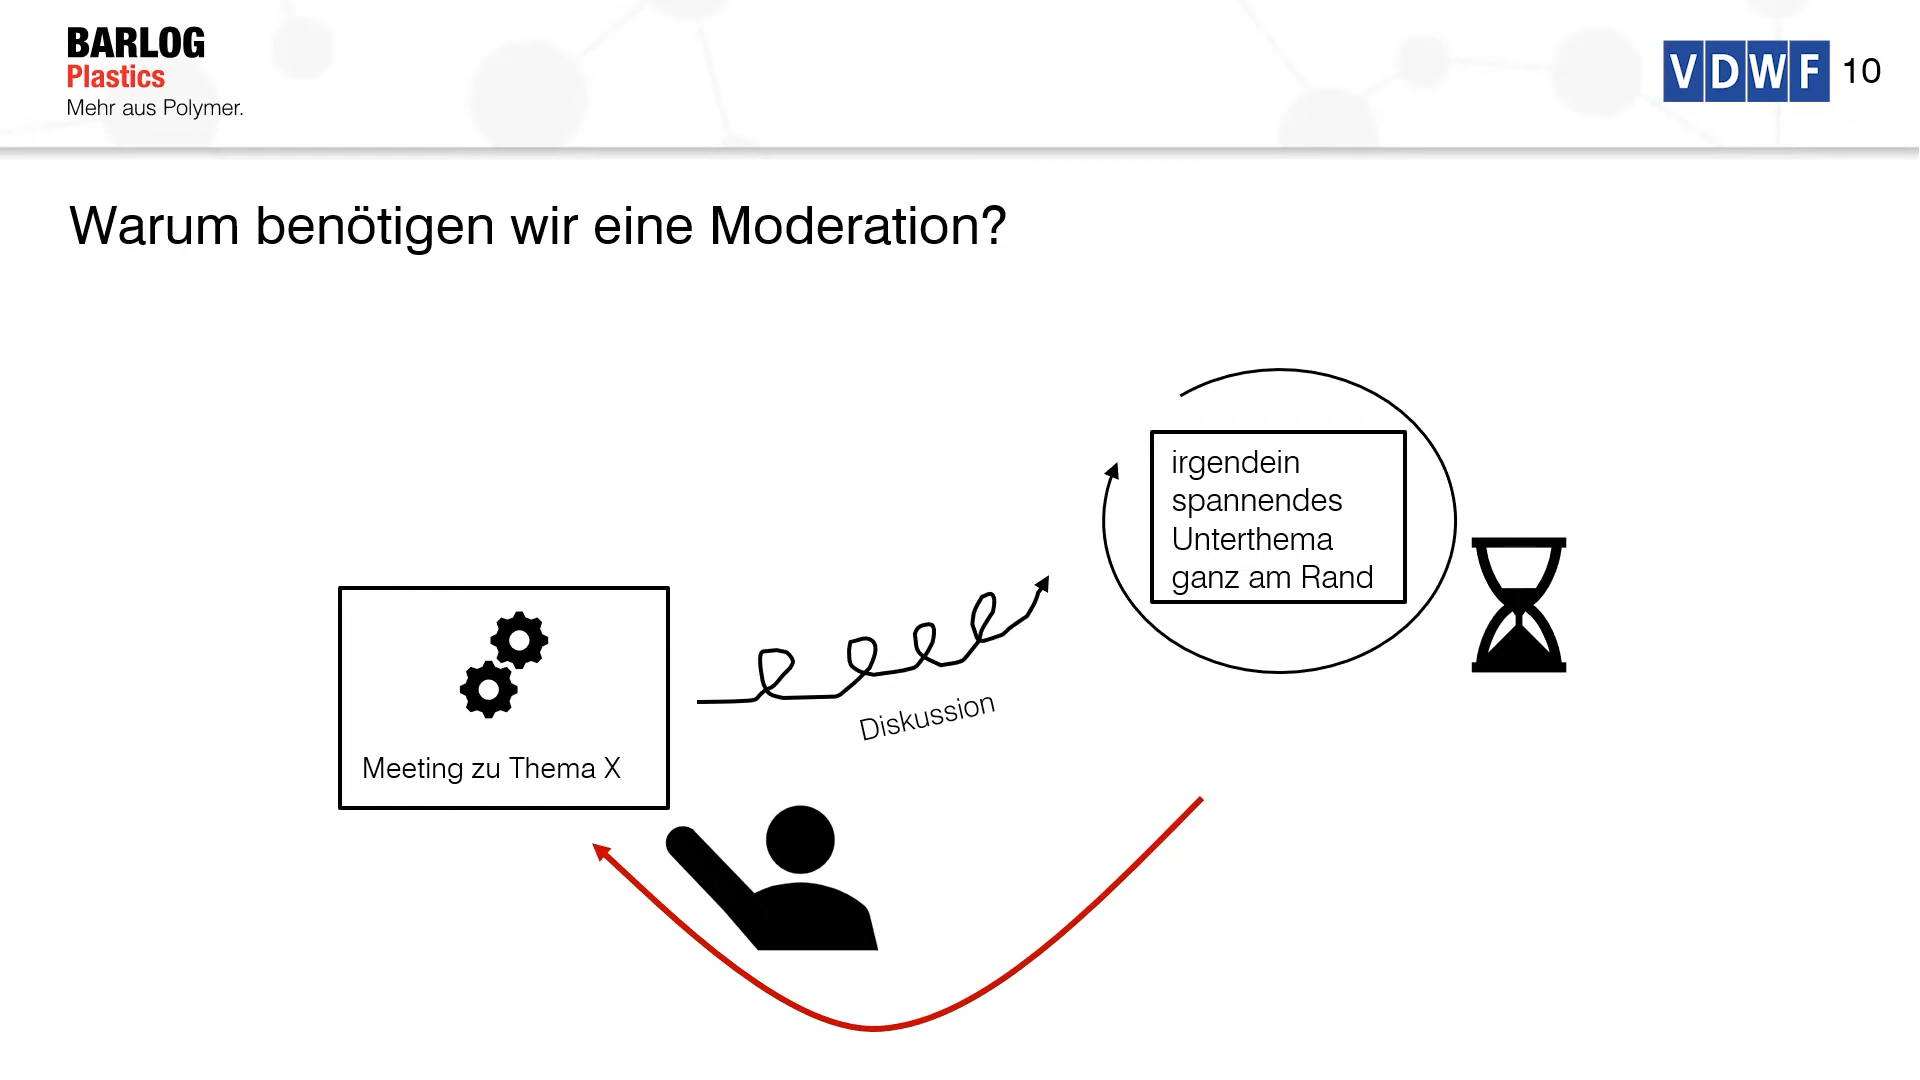 BARLOG
Plastics
Mehr aus Polymer.
VDWF 10
Warum benötigen wir eine Moderation?
irgendein
spannendes
Unterthema
ganz am Rand
Diskussion
Meeting zu Thema X